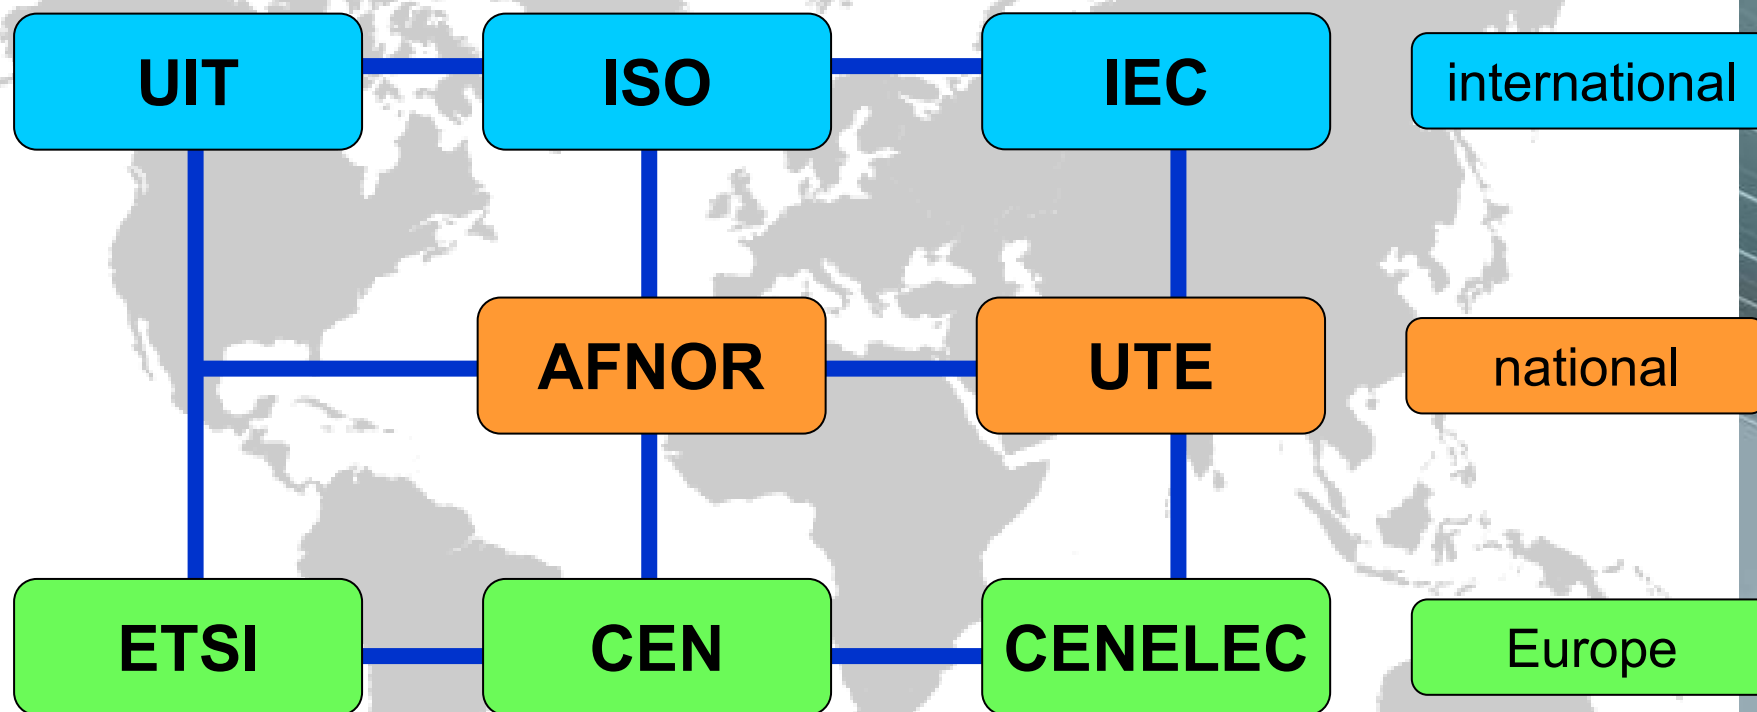 UIT
ISO
IEC
international
AFNOR
UTE
national
ETSI
CEN
CENELEC
Europe